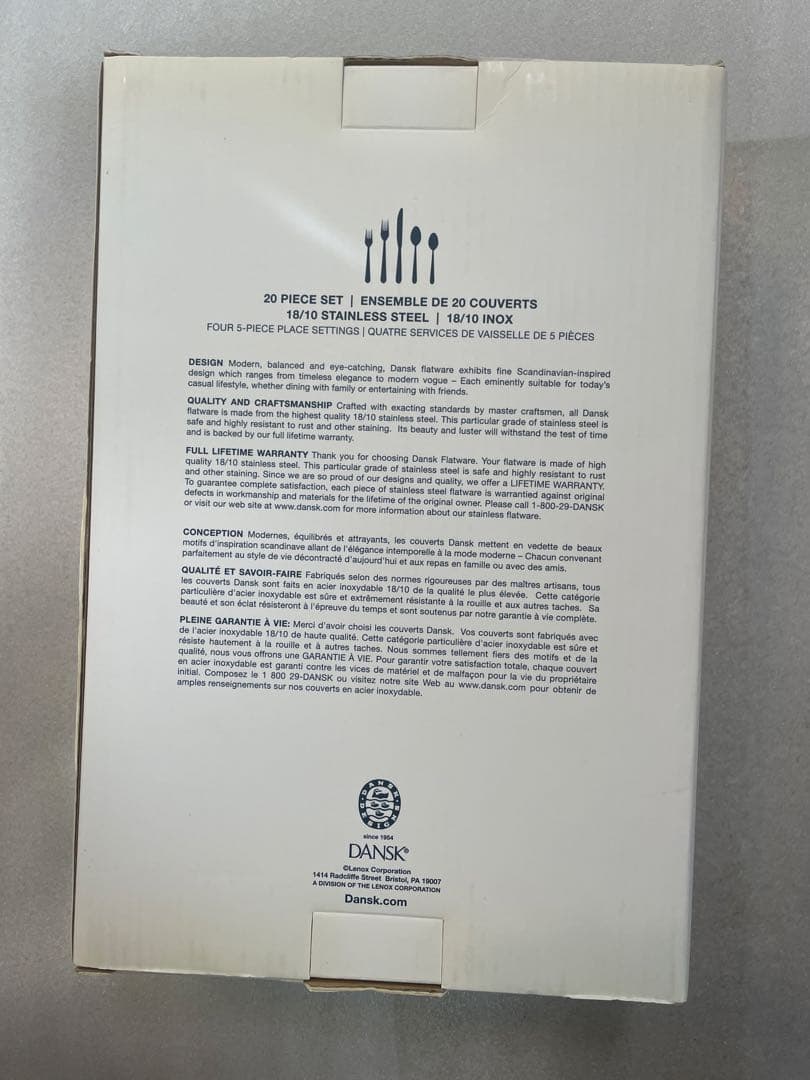 20 PIECE SET | ENSEMBLE DE 20 COUVERTS
18/10 STAINLESS STEEL | 18/10 INOX
FOUR 5-PIECE PLACE SETTINGS | QUATRE SERVICES DE VAISSELLE DE 5 PIÈCES
DESIGN Modern, balanced and eye-catching, Dansk flatware exhibits fine Scandinavian-inspired
design which ranges from timeless elegance to modern vogue – Each eminently suitable for today's
casual lifestyle, whether dining with family or entertaining with friends.
QUALITY AND CRAFTSMANSHIP Crafted with exacting standards by master craftsmen, all Dansk
flatware is made from the highest quality 18/10 stainless steel. This particular grade of stainless steel is
safe and highly resistant to rust and other staining. Its beauty and luster will withstand the test of time
and is backed by our full lifetime warranty.
FULL LIFETIME WARRANTY Thank you for choosing Dansk Flatware. Your flatware is made of high
quality 18/10 stainless steel. This particular grade of stainless steel is safe and highly resistant to rust
and other staining. Since we are so proud of our designs and quality, we offer a LIFETIME WARRANTY.
To guarantee complete satisfaction, each piece of stainless steel flatware is warrantied against original
defects in workmanship and materials for the lifetime of the original owner. Please call 1-800-29-DANSK
or visit our web site at www.dansk.com for more information about our stainless flatware.
CONCEPTION Modernes, équilibrés et attrayants, les couverts Dansk mettent en vedette de beaux
motifs d'inspiration scandinave allant de l'élégance intemporelle à la mode moderne – Chacun convenant
parfaitement au style de vie décontracté d'aujourd'hui et aux repas en famille ou avec des amis.
QUALITÉ ET SAVOIR-FAIRE Fabriqués selon des normes rigoureuses par des maîtres artisans, tous
les couverts Dansk sont faits en acier inoxydable 18/10 de la qualité le plus élevée. Cette catégorie
particulière d'acier inoxydable est sûre et extrêmement résistante à la rouille et aux autres taches. Sa
beauté et son éclat résisteront à l'épreuve du temps et sont soutenus par notre garantie à vie complète.
PLEINE GARANTIE À VIE: Merci d'avoir choisi les couverts Dansk. Vos couverts sont fabriqués avec
de l'acier inoxydable 18/10 de haute qualité. Cette catégorie particulière d'acier inoxydable est sûre et
résiste hautement à la rouille et à autres taches. Nous sommes tellement fiers des motifs et de la
qualité, nous vous offrons une GARANTIE À VIE. Pour garantir votre satisfaction totale, chaque couvert
en acier inoxydable est garanti contre les vices de matériel et de malfaçon pour la vie du propriétaire
initial. Composez le 1 800 29-DANSK ou visitez notre site Web au www.dansk.com pour obtenir de
amples renseignements sur nos couverts en acier inoxydable.
DANSK DESIGNS
since 1954
DANSK®
©Lenox Corporation
1414 Radcliffe Street Bristol, PA 19007
A DIVISION OF THE LENOX CORPORATION
Dansk.com